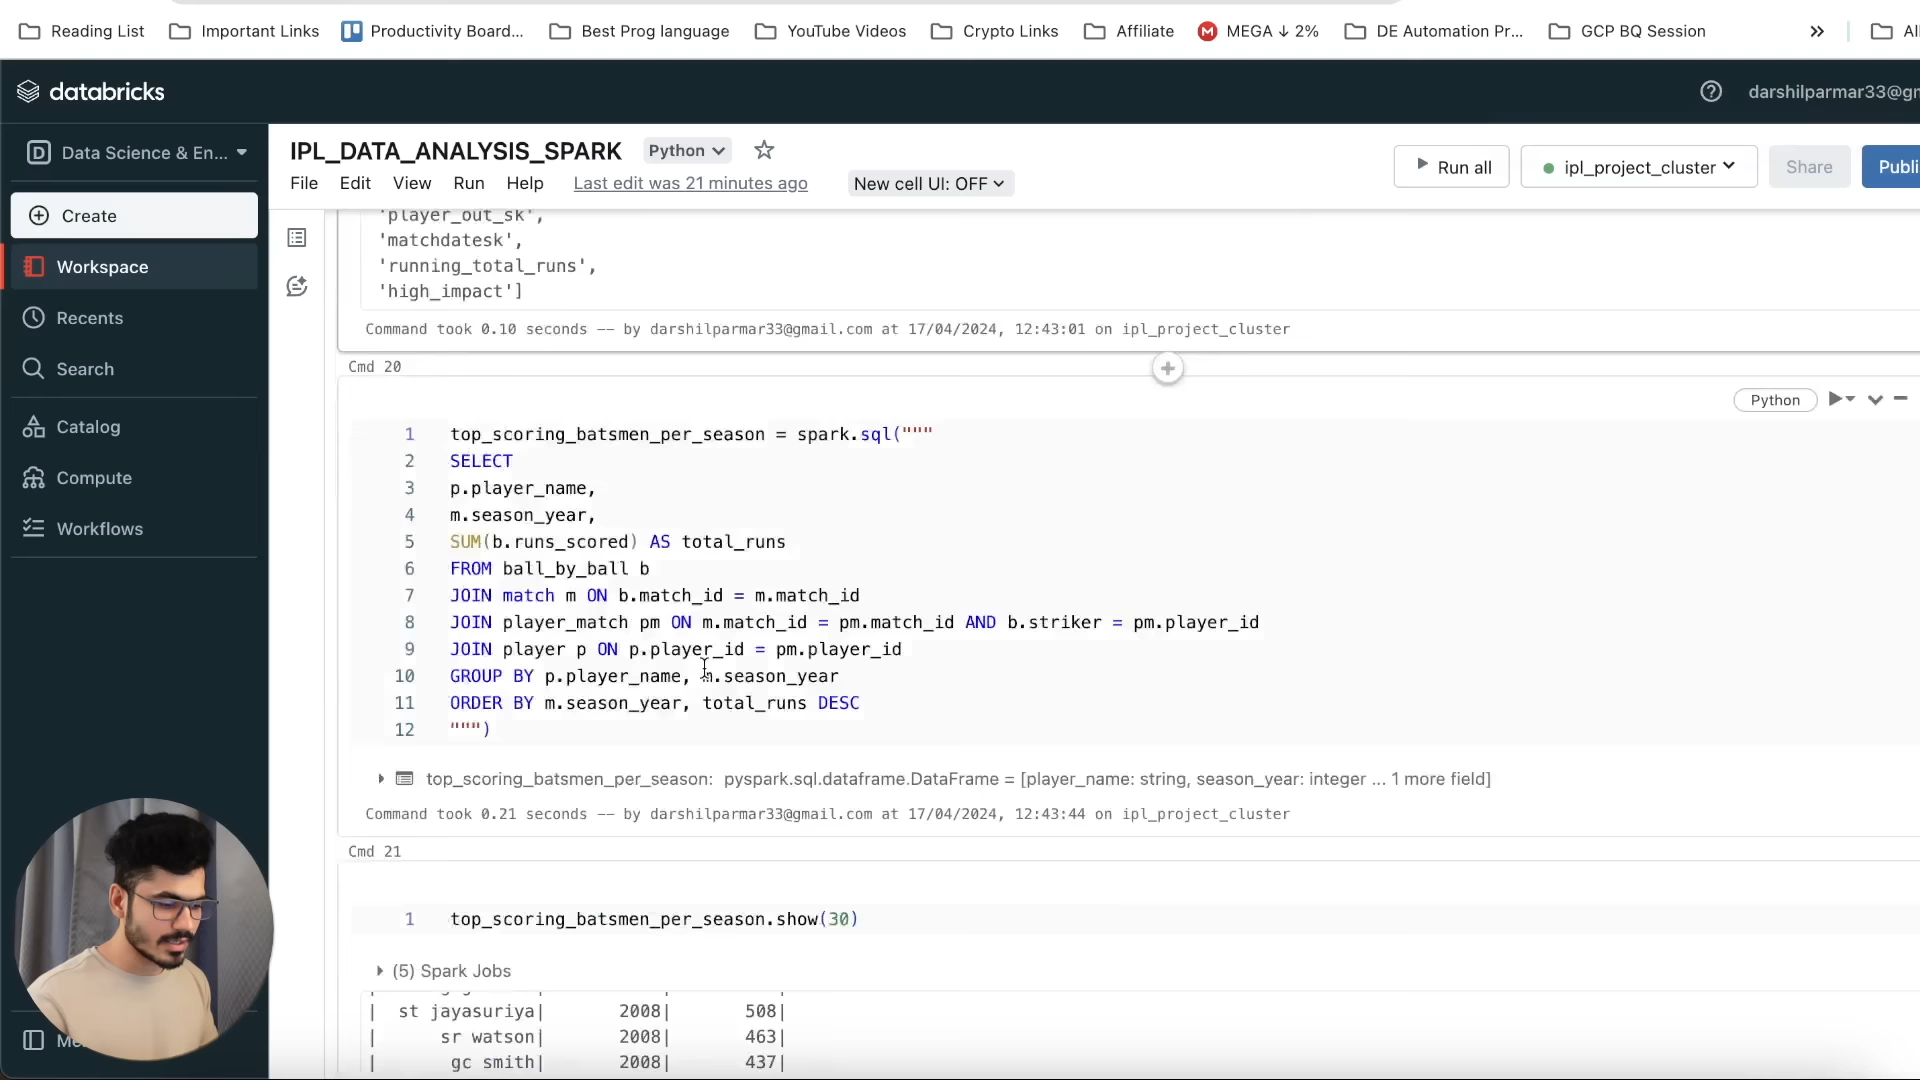 Reading List Important Links Productivity Board... Best Prog language YouTube Videos Crypto Links Affiliate MEGA ↓ 2% DE Automation Pr... GCP BQ Session »
databricks
darshilparmar33@
Data Science & En...
Create
Workspace
Recents
Search
Catalog
Compute
Workflows
IPL_DATA_ANALYSIS_SPARK Python
File Edit View Run Help Last edit was 21 minutes ago New cell UI: OFF
Run all ipl_project_cluster Share Publi
'player_out_sk',
'matchdatesk',
'running_total_runs',
'high_impact']
Command took 0.10 seconds -- by darshilparmar33@gmail.com at 17/04/2024, 12:43:01 on ipl_project_cluster
Cmd 20
Python
1 top_scoring_batsmen_per_season = spark.sql("""
2 SELECT
3 p.player_name,
4 m.season_year,
5 SUM(b.runs_scored) AS total_runs
6 FROM ball_by_ball b
7 JOIN match m ON b.match_id = m.match_id
8 JOIN player_match pm ON m.match_id = pm.match_id AND b.striker = pm.player_id
9 JOIN player p ON p.player_id = pm.player_id
10 GROUP BY p.player_name, m.season_year
11 ORDER BY m.season_year, total_runs DESC
12 """)
top_scoring_batsmen_per_season: pyspark.sql.dataframe.DataFrame = [player_name: string, season_year: integer ... 1 more field]
Command took 0.21 seconds -- by darshilparmar33@gmail.com at 17/04/2024, 12:43:44 on ipl_project_cluster
Cmd 21
1 top_scoring_batsmen_per_season.show(30)
(5) Spark Jobs
| st jayasuriya| 2008| 508|
| sr watson| 2008| 463|
| gc smith| 2008| 437|